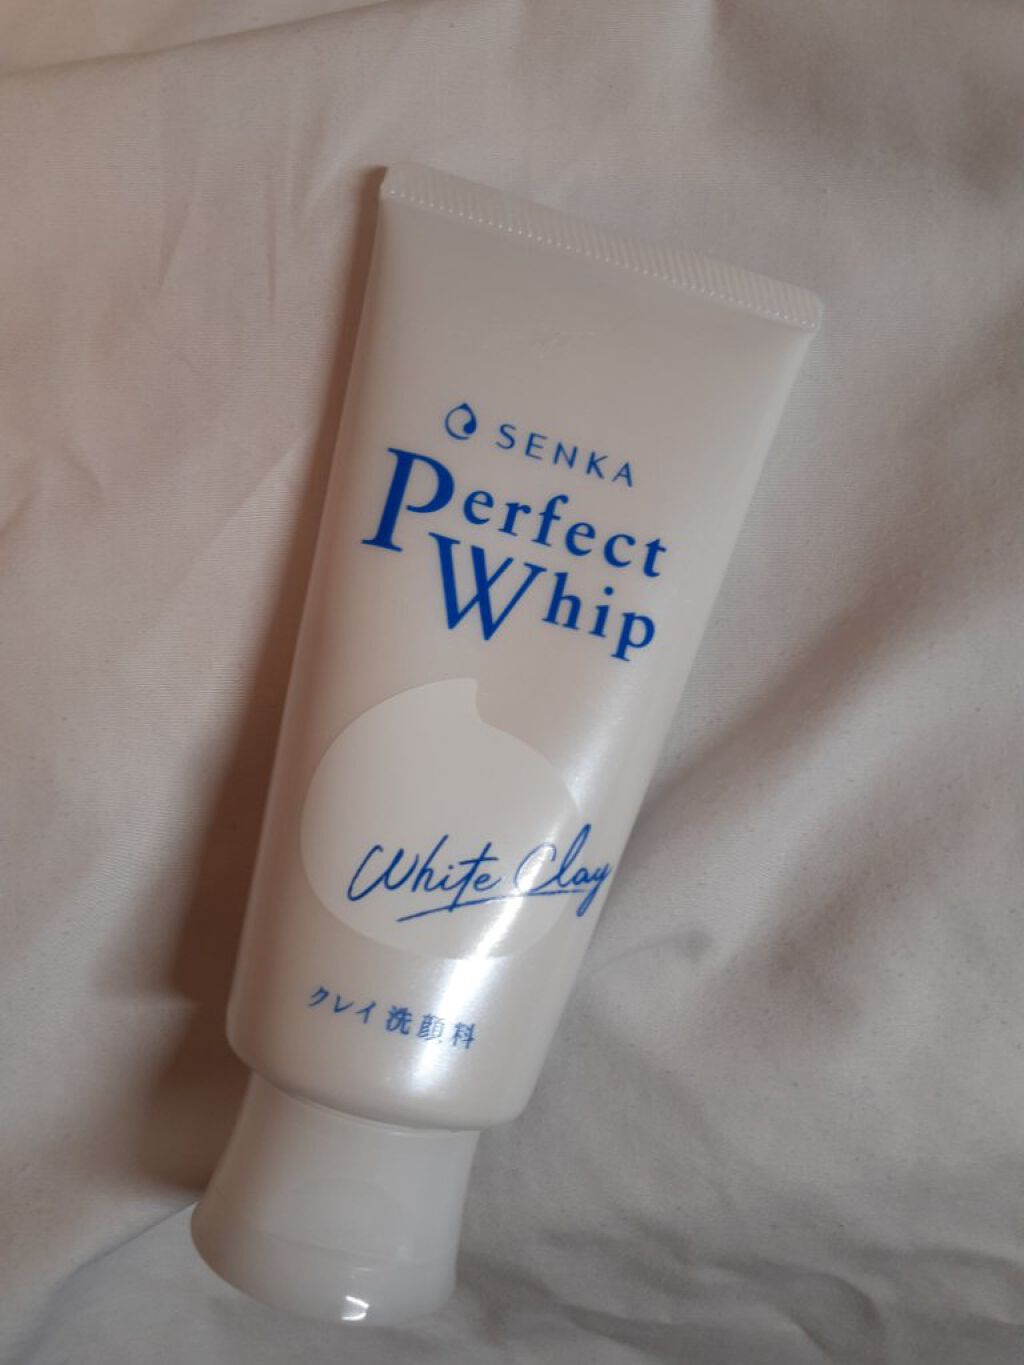 SENKA
Perfect
Whip
White Clay
クレイ洗顔料